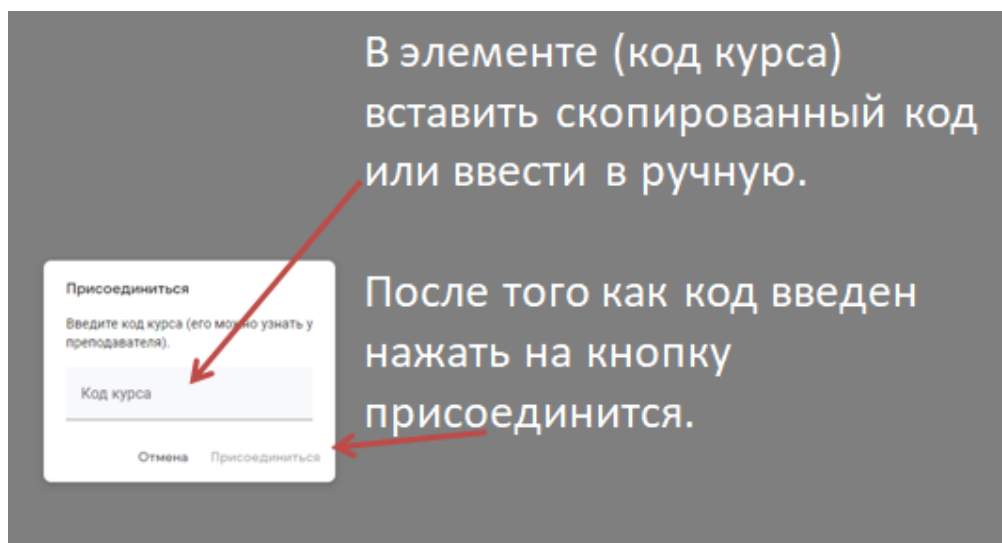 В элементе (код курса)
вставить скопированный код
или ввести в ручную.
После того как код введен
нажать на кнопку
присоединится.
Присоединиться
Введите код курса (его можно узнать у
преподавателя).
Код курса
Отмена Присоединиться